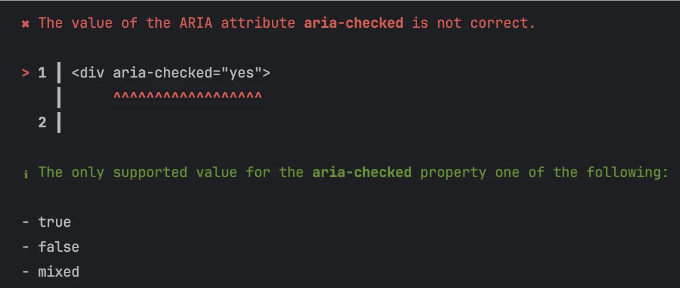 ✖ The value of the ARIA attribute aria-checked is not correct.
> 1 | <div aria-checked="yes">
| ^^^^^^^^^^^^^^^^^^
2 |
ℹ The only supported value for the aria-checked property one of the following:
- true
- false
- mixed